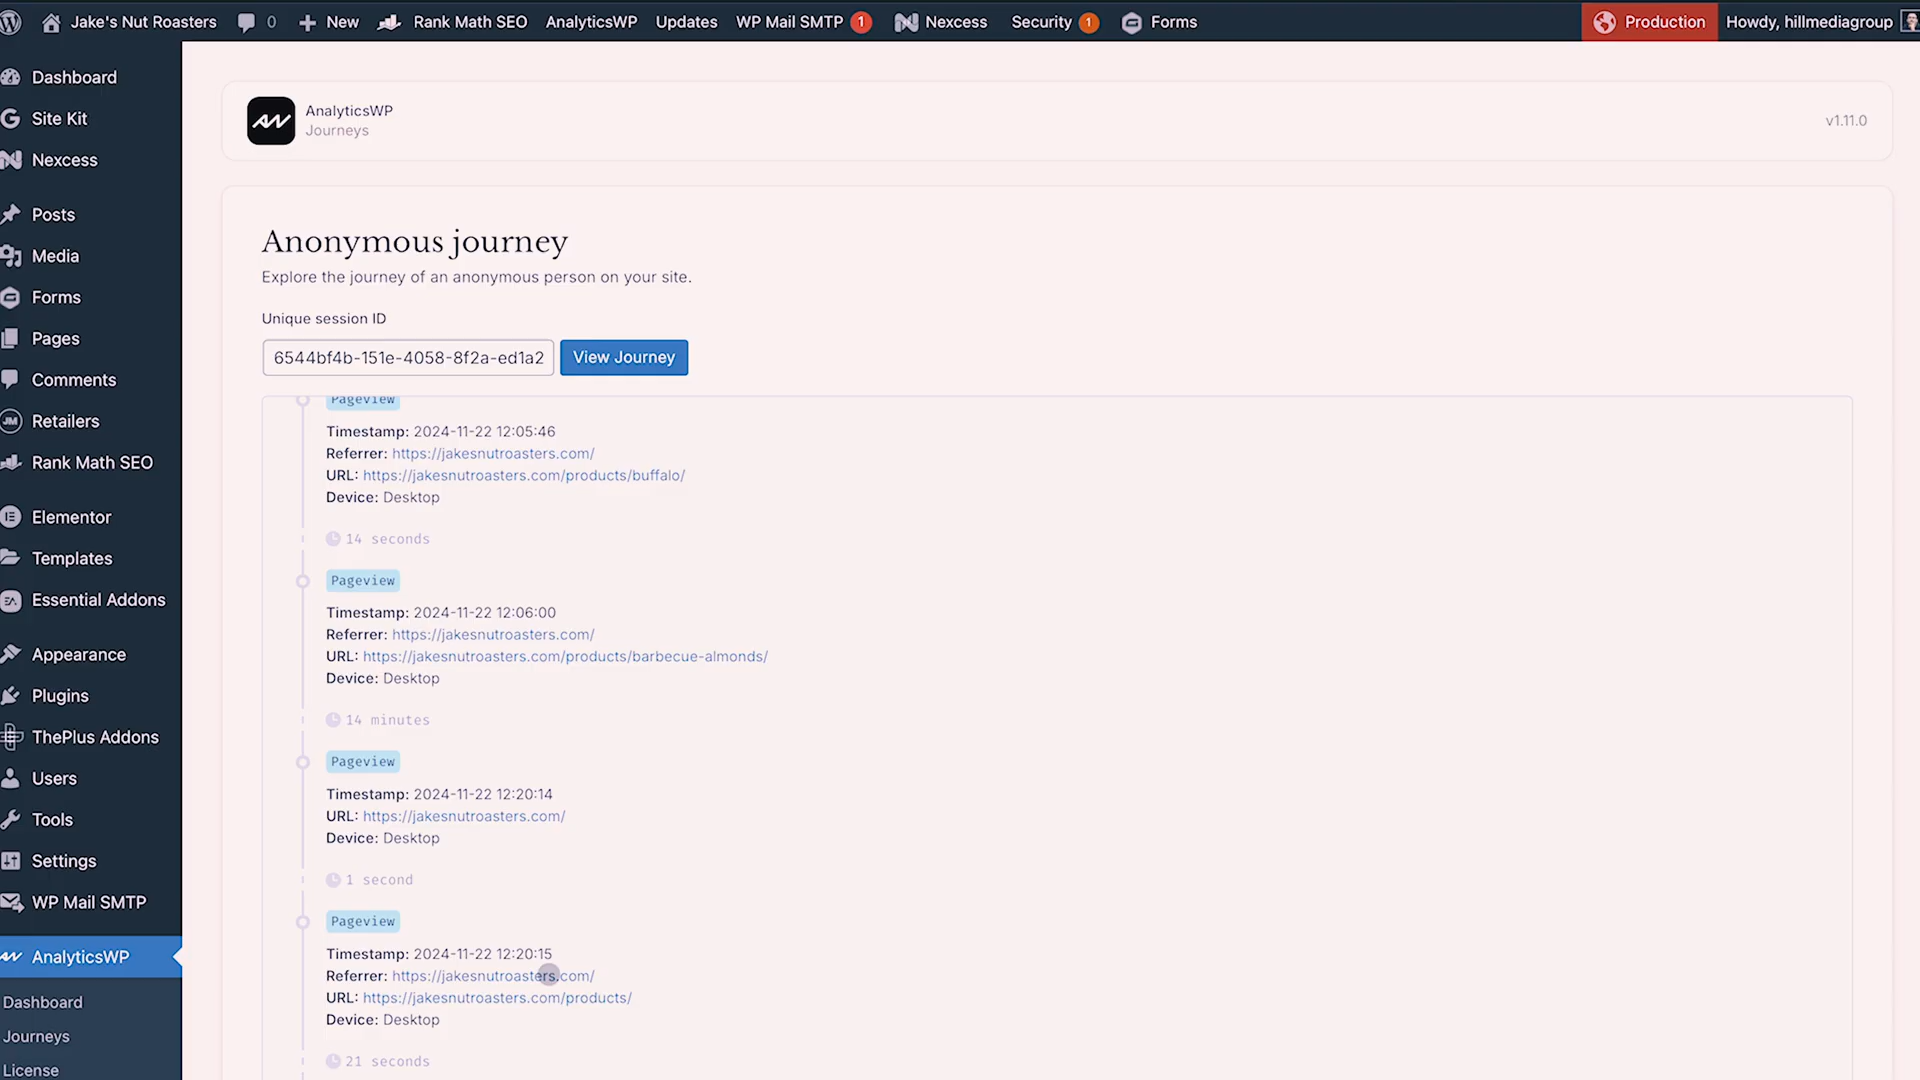 Jake's Nut Roasters 0 New Rank Math SEO AnalyticsWP Updates WP Mail SMTP 1 Nexcess Security 1 Forms Production Howdy, hillmediagroup
Dashboard
Site Kit
Nexcess
Posts
Media
Forms
Pages
Comments
Retailers
Rank Math SEO
Elementor
Templates
Essential Addons
Appearance
Plugins
ThePlus Addons
Users
Tools
Settings
WP Mail SMTP
AnalyticsWP
Dashboard
Journeys
License
AnalyticsWP
Journeys
v1.11.0
Anonymous journey
Explore the journey of an anonymous person on your site.
Unique session ID
6544bf4b-151e-4058-8f2a-ed1a2 View Journey
Pageview
Timestamp: 2024-11-22 12:05:46
Referrer: https://jakesnutroasters.com/
URL: https://jakesnutroasters.com/products/buffalo/
Device: Desktop
14 seconds
Pageview
Timestamp: 2024-11-22 12:06:00
Referrer: https://jakesnutroasters.com/
URL: https://jakesnutroasters.com/products/barbecue-almonds/
Device: Desktop
14 minutes
Pageview
Timestamp: 2024-11-22 12:20:14
URL: https://jakesnutroasters.com/
Device: Desktop
1 second
Pageview
Timestamp: 2024-11-22 12:20:15
Referrer: https://jakesnutroasters.com/
URL: https://jakesnutroasters.com/products/
Device: Desktop
21 seconds